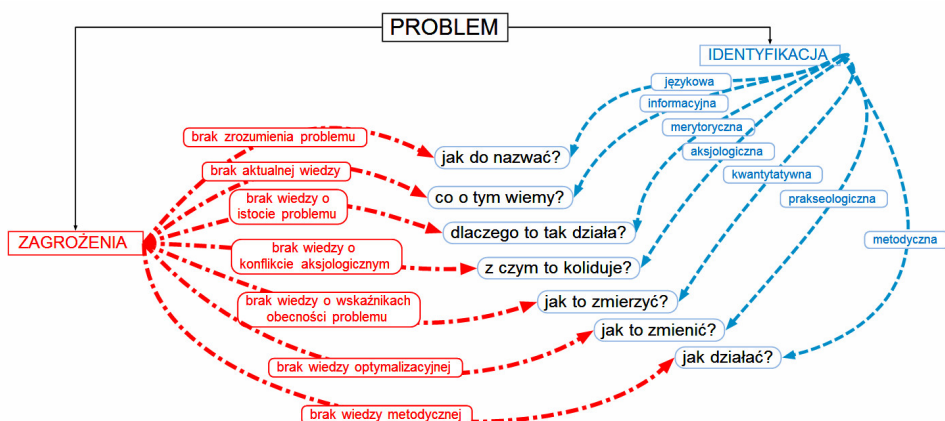 PROBLEM
IDENTYFIKACJA
językowa
informacyjna
merytoryczna
aksjologiczna
kwantytatywna
prakseologiczna
metodyczna
brak zrozumienia problemu
jak do nazwać?
brak aktualnej wiedzy
co o tym wiemy?
brak wiedzy o
istocie problemu
dlaczego to tak działa?
ZAGROŻENIA
brak wiedzy o
konflikcie aksjologicznym
z czym to koliduje?
brak wiedzy o wskaźnikach
obecności problemu
jak to zmierzyć?
jak to zmienić?
brak wiedzy optymalizacyjnej
jak działać?
brak wiedzy metodycznej